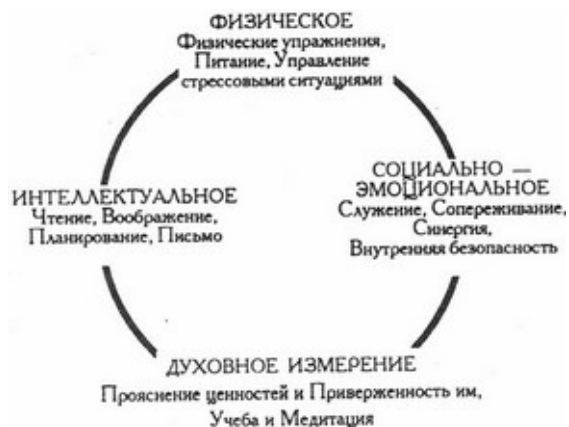 ФИЗИЧЕСКОЕ
Физические упражнения,
Питание, Управление
стрессовыми ситуациями
СОЦИАЛЬНО —
ЭМОЦИОНАЛЬНОЕ
Служение, Сопереживание,
Синергия,
Внутренняя безопасность
ИНТЕЛЛЕКТУАЛЬНОЕ
Чтение, Воображение,
Планирование, Письмо
ДУХОВНОЕ ИЗМЕРЕНИЕ
Прояснение ценностей и Приверженность им,
Учеба и Медитация